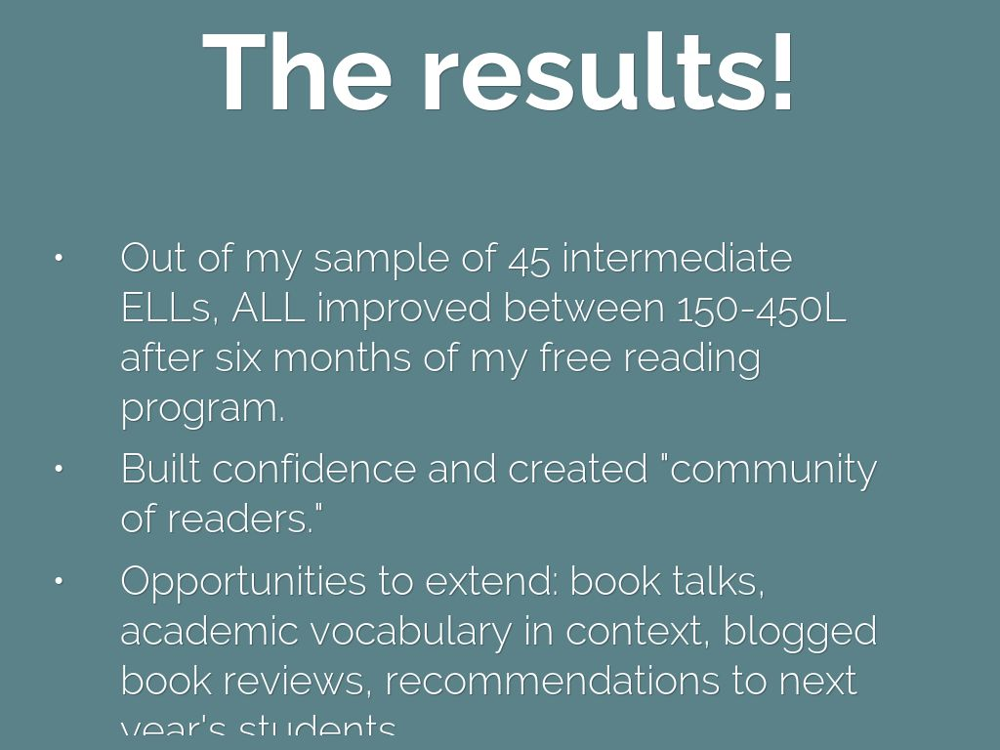 The results!
• Out of my sample of 45 intermediate
ELLs, ALL improved between 150-450L
after six months of my free reading
program.
• Built confidence and created "community
of readers."
• Opportunities to extend: book talks,
academic vocabulary in context, blogged
book reviews, recommendations to next
year's students